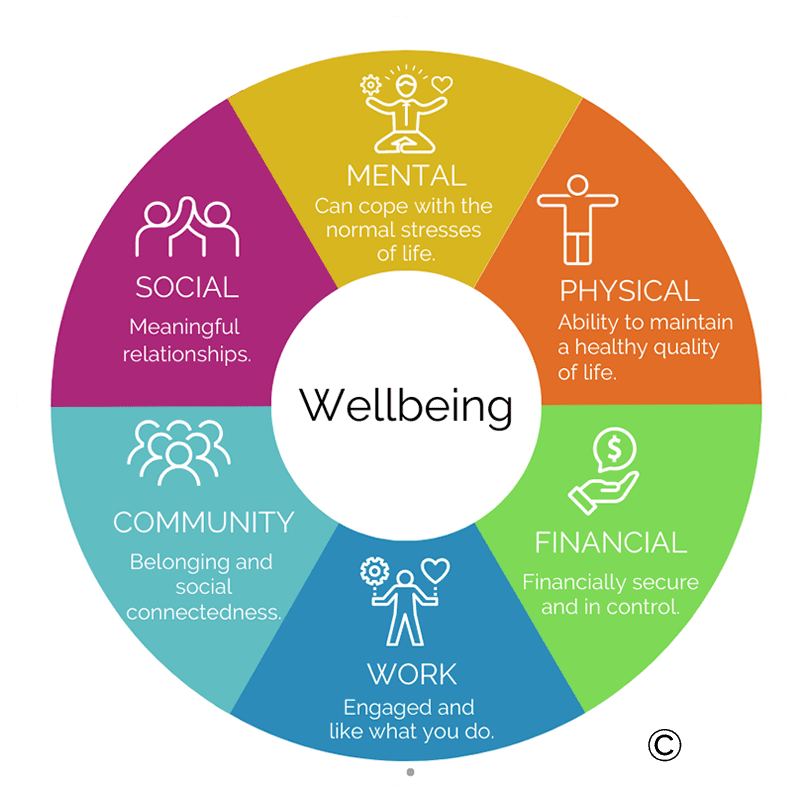 MENTAL
Can cope with the
normal stresses
of life.
PHYSICAL
Ability to maintain
a healthy quality
of life.
FINANCIAL
$
Financially secure
and in control.
WORK
Engaged and
like what you do.
COMMUNITY
Belonging and
social
connectedness.
SOCIAL
Meaningful
relationships.
Wellbeing
©